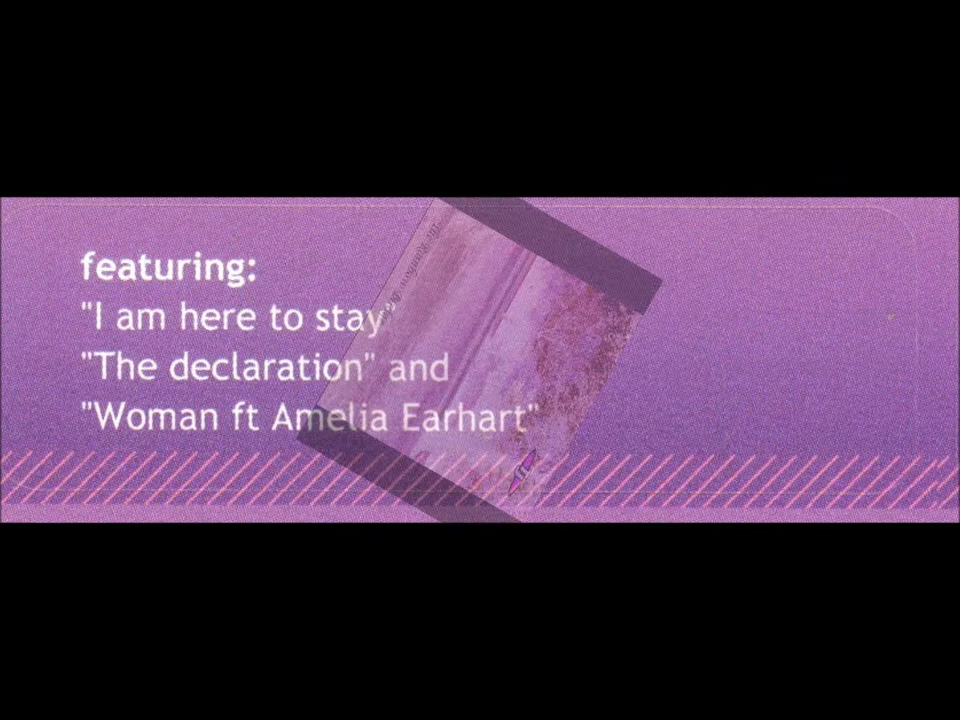 featuring:
"I am here to stay"
"The declaration" and
"Woman ft Amelia Earhart"